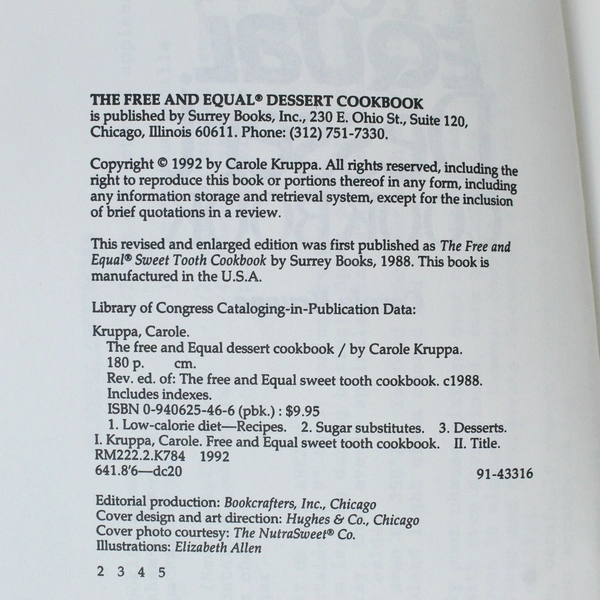 THE FREE AND EQUAL® DESSERT COOKBOOK
is published by Surrey Books, Inc., 230 E. Ohio St., Suite 120,
Chicago, Illinois 60611. Phone: (312) 751-7330.
Copyright © 1992 by Carole Kruppa. All rights reserved, including the
right to reproduce this book or portions thereof in any form, including
any information storage and retrieval system, except for the inclusion
of brief quotations in a review.
This revised and enlarged edition was first published as The Free and
Equal® Sweet Tooth Cookbook by Surrey Books, 1988. This book is
manufactured in the U.S.A.
Library of Congress Cataloging-in-Publication Data:
Kruppa, Carole.
The free and Equal dessert cookbook / by Carole Kruppa.
180 p. cm.
Rev. ed. of: The free and Equal sweet tooth cookbook. c1988.
Includes indexes.
ISBN 0-940625-46-6 (pbk.) : $9.95
1. Low-calorie diet—Recipes. 2. Sugar substitutes. 3. Desserts.
I. Kruppa, Carole. Free and Equal sweet tooth cookbook. II. Title.
RM222.2.K784 1992
641.8'6—dc20 91-43316
Editorial production: Bookcrafters, Inc., Chicago
Cover design and art direction: Hughes & Co., Chicago
Cover photo courtesy: The NutraSweet® Co.
Illustrations: Elizabeth Allen
2 3 4 5